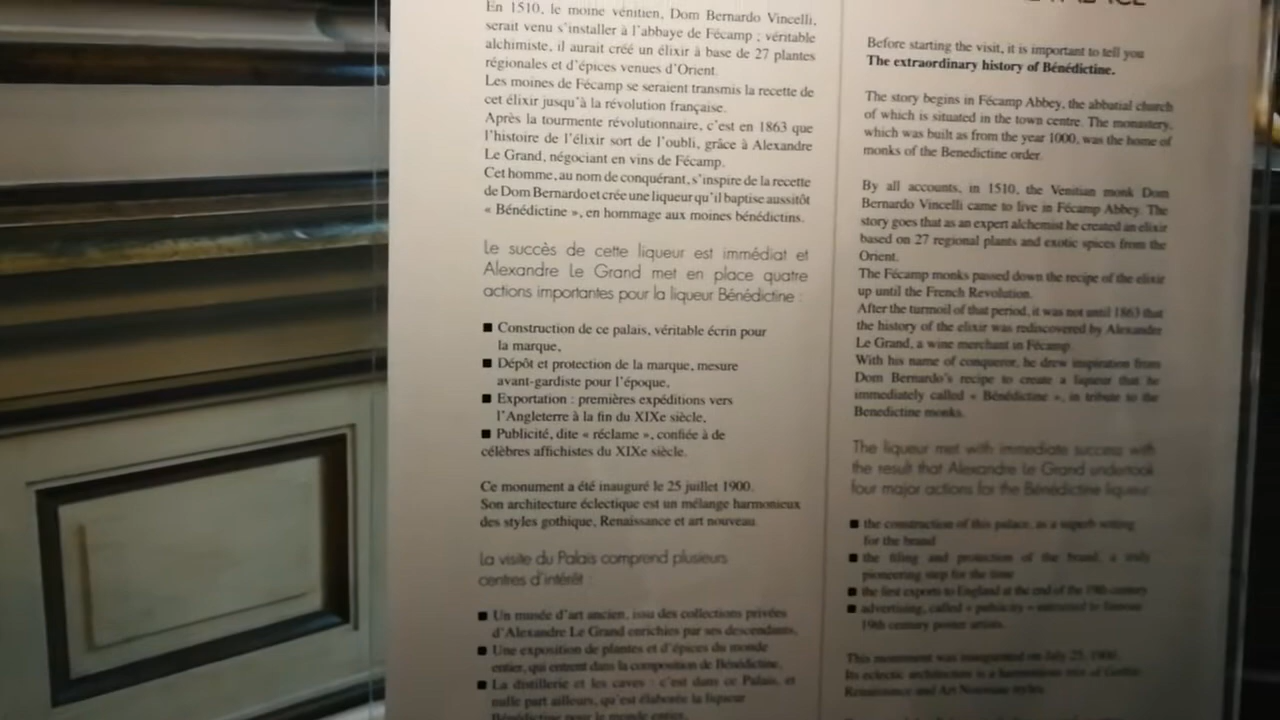 En 1510, le moine vénitien, Dom Bernardo Vincelli,
serait venu s'installer à l'abbaye de Fécamp ; véritable
alchimiste, il aurait créé un élixir à base de 27 plantes
régionales et d'épices venues d'Orient.
Les moines de Fécamp se seraient transmis la recette de
cet élixir jusqu'à la révolution française.
Après la tourmente révolutionnaire, c'est en 1863 que
l'histoire de l'élixir sort de l'oubli, grâce à Alexandre
Le Grand, négociant en vins de Fécamp.
Cet homme, au nom de conquérant, s'inspire de la recette
de Dom Bernardo et crée une liqueur qu'il baptise aussitôt
« Bénédictine », en hommage aux moines bénédictins.
Le succès de cette liqueur est immédiat et
Alexandre Le Grand met en place quatre
actions importantes pour la liqueur Bénédictine :
■ Construction de ce palais, véritable écrin pour
la marque,
■ Dépôt et protection de la marque, mesure
avant-gardiste pour l'époque,
■ Exportation : premières expéditions vers
l'Angleterre à la fin du XIXe siècle,
■ Publicité, dite « réclame », confiée à de
célèbres affichistes du XIXe siècle.
Ce monument a été inauguré le 25 juillet 1900.
Son architecture éclectique est un mélange harmonieux
des styles gothique, Renaissance et art nouveau.
La visite du Palais comprend plusieurs
centres d'intérêt :
■ Un musée d'art ancien, issu des collections privées
d'Alexandre Le Grand enrichies par ses descendants,
■ Une exposition de plantes et d'épices du monde
entier, qui entrent dans la composition de Bénédictine,
■ La distillerie et les caves : c'est dans ce Palais, et
nulle part ailleurs, qu'est élaborée la liqueur
Bénédictine pour le monde entier.
Before starting the visit, it is important to tell you
The extraordinary history of Bénédictine.
The story begins in Fécamp Abbey, the abbatial church
of which is situated in the town centre. The monastery,
which was built as from the year 1000, was the home of
monks of the Benedictine order.
By all accounts, in 1510, the Venitian monk Dom
Bernardo Vincelli came to live in Fécamp Abbey. The
story goes that as an expert alchemist he created an elixir
based on 27 regional plants and exotic spices from the
Orient.
The Fécamp monks passed down the recipe of the elixir
up until the French Revolution.
After the turmoil of that period, it was not until 1863 that
the history of the elixir was rediscovered by Alexander
Le Grand, a wine merchant in Fécamp.
With his name of conqueror, he drew inspiration from
Dom Bernardo's recipe to create a liqueur that he
immediately called « Bénédictine », in tribute to the
Benedictine monks.
The liqueur met with immediate success with
the result that Alexandre Le Grand undertook
four major actions for the Bénédictine liqueur:
■ the construction of this palace, as a superb setting
for the brand
■ the filing and protection of the brand, a truly
pioneering step for the time
■ the first exports to England at the end of the 19th century
■ advertising, called « publicity » entrusted to famous
19th century poster artists.
This monument was inaugurated on July 25, 1900.
Its eclectic architecture is a harmonious mix of Gothic
Renaissance and Art Nouveau styles.